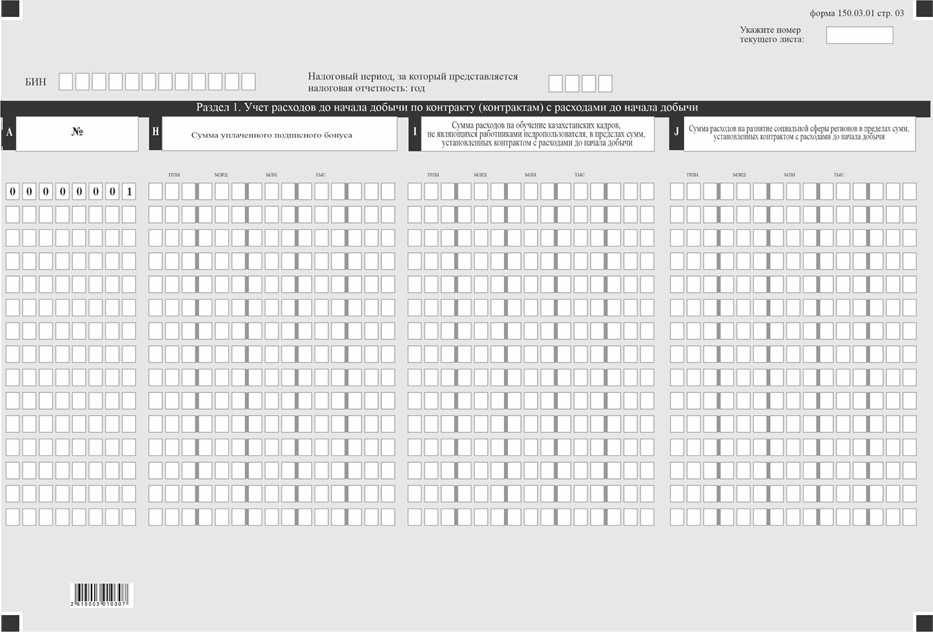 форма 150.03.01 стр. 03
Укажите номер
текущего листа:
БИН
Налоговый период, за который представляется
налоговая отчетность: год
Раздел 1. Учет расходов до начала добычи по контракту (контрактам) с расходами до начала добычи
A
№
H
Сумма уплаченного подписного бонуса
I
Сумма расходов на обучение казахстанских кадров,
не являющихся работниками недропользователя, в пределах сумм,
установленных контрактом с расходами до начала добычи
J
Сумма расходов на развитие социальной сферы регионов в пределах сумм,
установленных контрактом с расходами до начала добычи
трлн млрд млн тыс трлн млрд млн тыс трлн млрд млн тыс
0 0 0 0 0 0 0 1
2 615003 010307